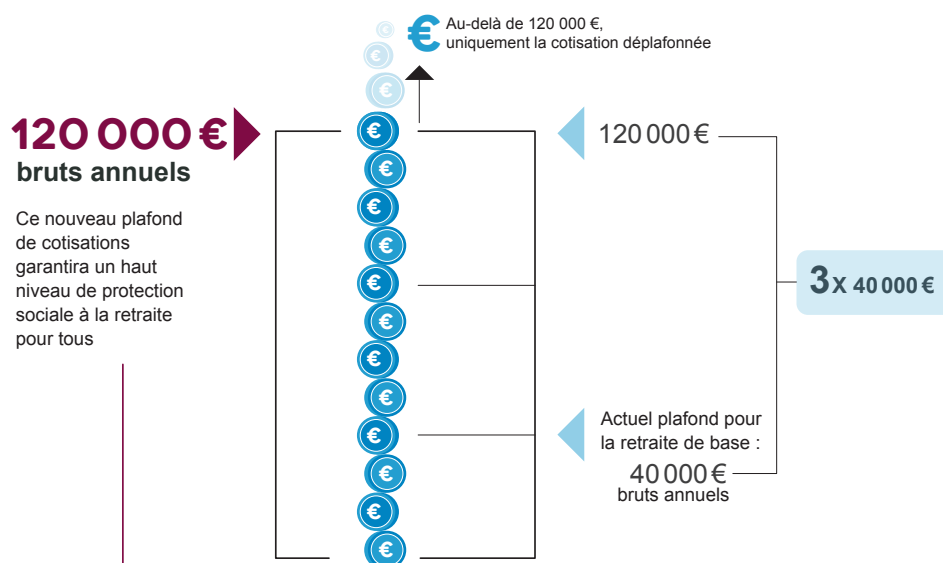 Au-delà de 120 000 €,
uniquement la cotisation déplafonnée
120 000 €
bruts annuels
Ce nouveau plafond
de cotisations
garantira un haut
niveau de protection
sociale à la retraite
pour tous
120 000 €
3 x 40 000 €
Actuel plafond pour
la retraite de base :
40 000 €
bruts annuels